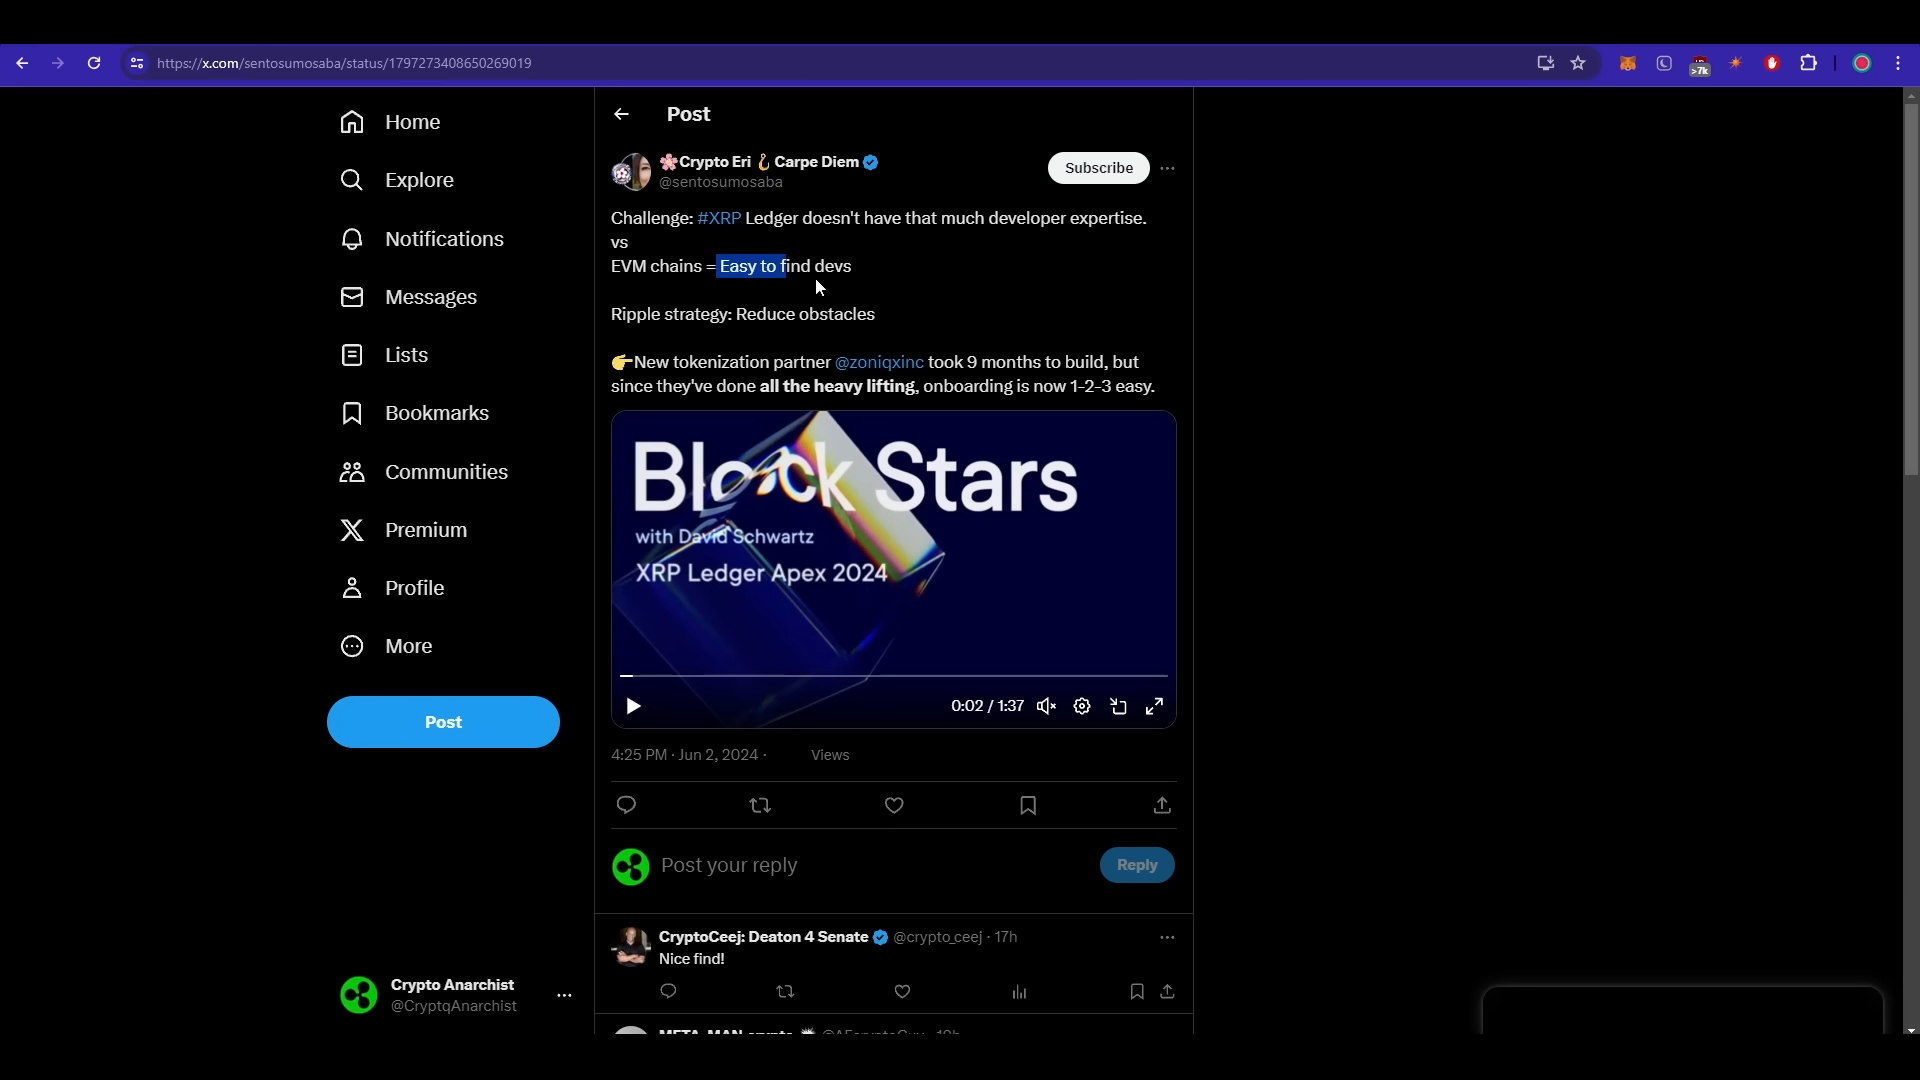 https://x.com/sentosumosaba/status/1797273408650269019
>7k
Home
Explore
Notifications
Messages
Lists
Bookmarks
Communities
Premium
Profile
More
Post
Crypto Anarchist
@CryptqAnarchist
Post
🌸Crypto Eri 🪝Carpe Diem
@sentosumosaba
Subscribe
Challenge: #XRP Ledger doesn't have that much developer expertise.
vs
EVM chains = Easy to find devs
Ripple strategy: Reduce obstacles
👉New tokenization partner @zoniqxinc took 9 months to build, but
since they've done all the heavy lifting, onboarding is now 1-2-3 easy.
Block Stars
with David Schwartz
XRP Ledger Apex 2024
0:02 / 1:37
4:25 PM · Jun 2, 2024 · Views
Post your reply
Reply
CryptoCeej: Deaton 4 Senate @crypto_ceej · 17h
Nice find!